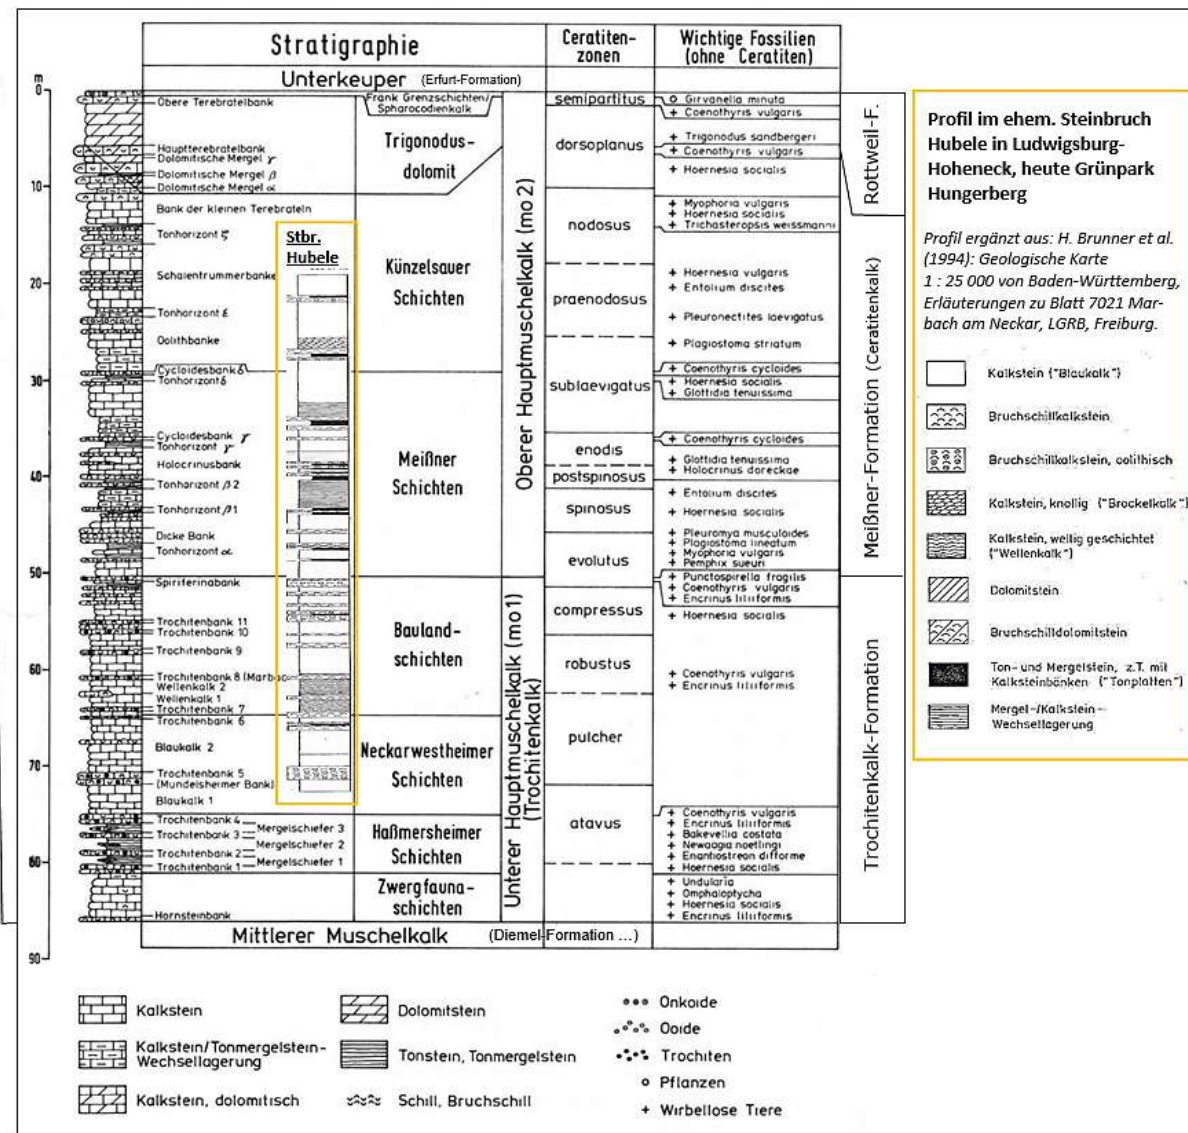 Stratigraphie
Ceratiten-
zonen
Wichtige Fossilien
(ohne Ceratiten)
Unterkeuper (Erfurt-Formation)
m
0
10
20
30
40
50
60
70
60
90
Obere Terebratelbank
Hauptterebratelbank
Dolomitische Mergel γ
Dolomitische Mergel β
Dolomitische Mergel α
Bank der kleinen Terebrateln
Tonhorizont ζ
Schalentrümmerbänke
Tonhorizont ε
Oolithbänke
Cycloidesbank δ
Tonhorizont δ
Cycloidesbank γ
Tonhorizont γ
Holocrinusbank
Tonhorizont β2
Tonhorizont β1
Dicke Bank
Tonhorizont α
Spiriferinabank
Trochitenbank 11
Trochitenbank 10
Trochitenbank 9
Trochitenbank 8 (Marbac
Wellenkalk 2
Wellenkalk 1
Trochitenbank 7
Trochitenbank 6
Blaukalk 2
Trochitenbank 5
(Mundelsheimer Bank)
Blaukalk 1
Trochitenbank 4
Mergelschiefer 3
Trochitenbank 3
Mergelschiefer 2
Trochitenbank 2
Mergelschiefer 1
Trochitenbank 1
Hornsteinbank
Stbr.
Hubele
Frank Grenzschichten/
Spharocodienkalk
Trigonodus-
dolomit
Künzelsauer
Schichten
Meißner
Schichten
Bauland-
schichten
Neckarwestheimer
Schichten
Haßmersheimer
Schichten
Zwergfauna-
schichten
Oberer Hauptmuschelkalk (mo2)
Unterer Hauptmuschelkalk (mo1)
(Trochitenkalk)
semipartitus
dorsoplanus
nodosus
praenodosus
sublaevigatus
enodis
postspinosus
spinosus
evolutus
compressus
robustus
pulcher
atavus
o Girvanella minuta
+ Coenothyris vulgaris
+ Trigonodus sandbergeri
+ Coenothyris vulgaris
+ Hoernesia socialis
+ Myophoria vulgaris
+ Hoernesia socialis
+ Trichasteropsis weissmanni
+ Hoernesia vulgaris
+ Entolium discites
+ Pleuronectites laevigatus
+ Plagiostoma striatum
+ Coenothyris cycloides
+ Hoernesia socialis
+ Glottidia tenuissima
+ Coenothyris cycloides
+ Glottidia tenuissima
+ Holocrinus doreckae
+ Entolium discites
+ Hoernesia socialis
+ Pleuromya musculoides
+ Plagiostoma lineatum
+ Myophoria vulgaris
+ Pemphix sueuri
+ Punctospirella fragilis
+ Coenothyris vulgaris
+ Encrinus liliiformis
+ Hoernesia socialis
+ Coenothyris vulgaris
+ Encrinus liliiformis
+ Coenothyris vulgaris
+ Encrinus liliiformis
+ Bakevellia costata
+ Newaagia noetlingi
+ Enantiostreon difforme
+ Hoernesia socialis
+ Undularia
+ Omphaloptycha
+ Hoernesia socialis
+ Encrinus liliiformis
Rottweil-F.
Meißner-Formation (Ceratitenkalk)
Trochitenkalk-Formation
Mittlerer Muschelkalk (Diemel-Formation ...)
Profil im ehem. Steinbruch
Hubele in Ludwigsburg-
Hoheneck, heute Grünpark
Hungerberg
Profil ergänzt aus: H. Brunner et al.
(1994): Geologische Karte
1 : 25 000 von Baden-Württemberg,
Erläuterungen zu Blatt 7021 Mar-
bach am Neckar, LGRB, Freiburg.
Kalkstein ("Blaukalk")
Bruchschillkalkstein
Bruchschillkalkstein, oolithisch
Kalkstein, knollig ("Brockelkalk")
Kalkstein, wellig geschichtet
("Wellenkalk")
Dolomitstein
Bruchschilldolomitstein
Ton- und Mergelstein, z.T. mit
Kalksteinbänken ("Tonplatten")
Mergel-/Kalkstein-
Wechsellagerung
Kalkstein
Kalkstein/Tonmergelstein-
Wechsellagerung
Kalkstein, dolomitisch
Dolomitstein
Tonstein, Tonmergelstein
Schill, Bruchschill
Onkoide
Ooide
Trochiten
o Pflanzen
+ Wirbellose Tiere